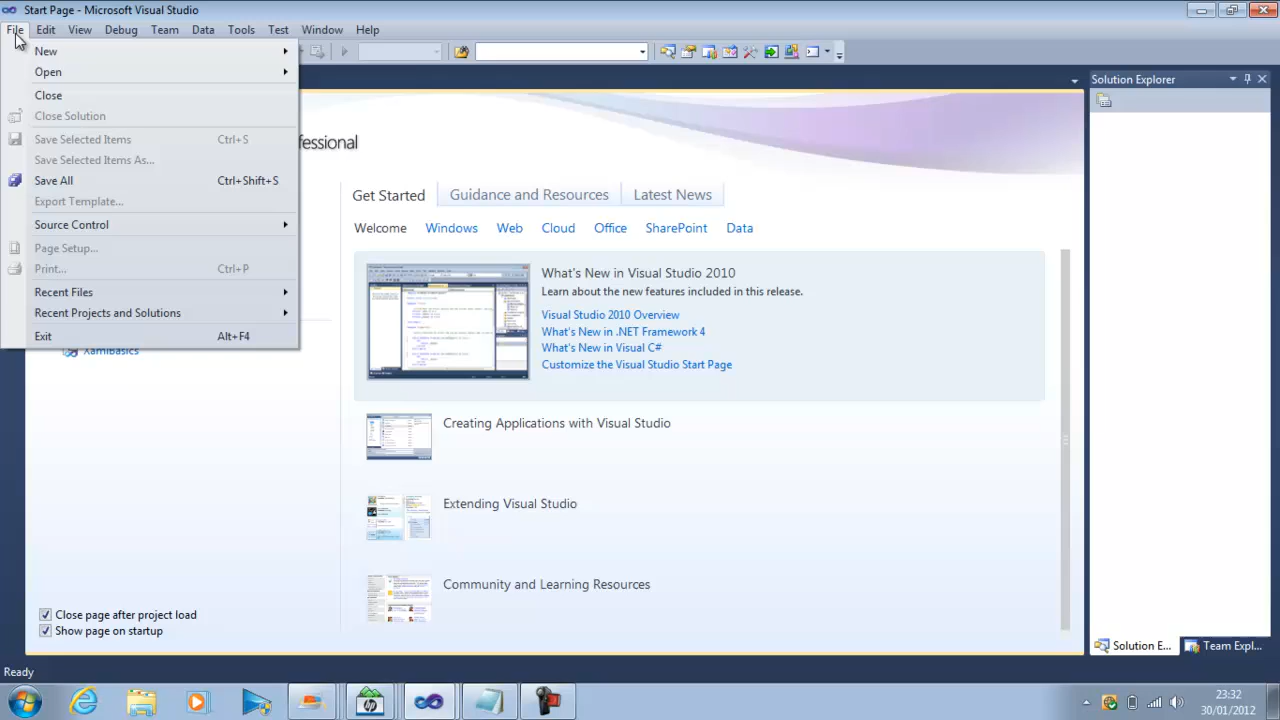 Start Page - Microsoft Visual Studio
File Edit View Debug Team Data Tools Test Window Help
New
Open
Close
Close Solution
Save Selected Items Ctrl+S
Save Selected Items As...
Save All Ctrl+Shift+S
Export Template...
Source Control
Page Setup...
Print... Ctrl+P
Recent Files
Recent Projects and Solutions
Exit Alt+F4
Xamlbasics
fessional
Get Started Guidance and Resources Latest News
Welcome Windows Web Cloud Office SharePoint Data
What's New in Visual Studio 2010
Learn about the new features included in this release.
Visual Studio 2010 Overview
What's New in .NET Framework 4
What's New in Visual C#
Customize the Visual Studio Start Page
Creating Applications with Visual Studio
Extending Visual Studio
Community and Learning Resources
Close page after project load
Show page on startup
Solution Explorer
Solution E... Team Expl...
Ready
hp
23:32
30/01/2012